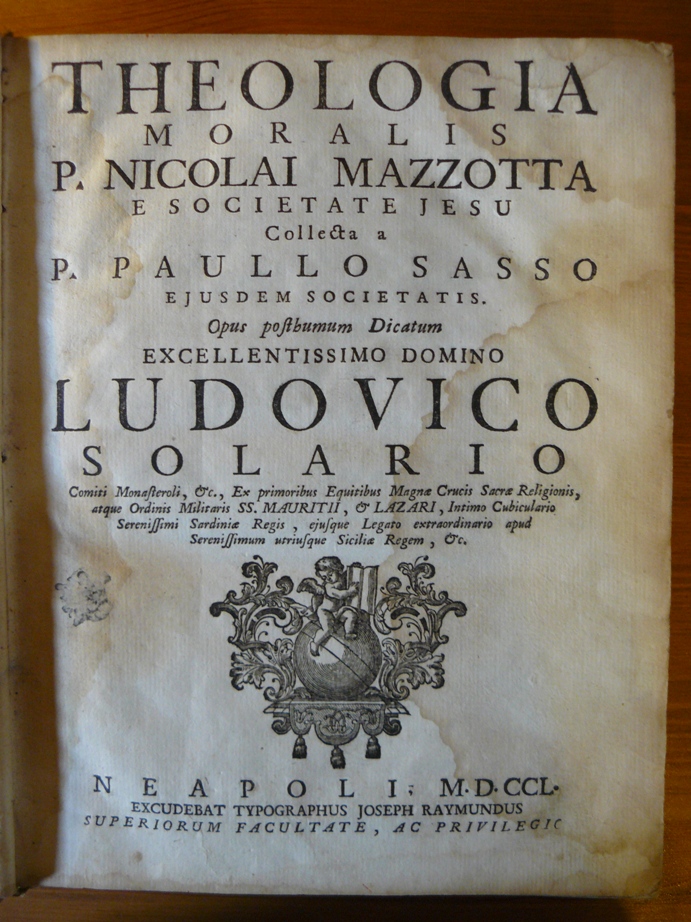 THEOLOGIA
MORALIS
P. NICOLAI MAZZOTTA
E SOCIETATE JESU
Collecta a
P. PAULLO SASSO
EJUSDEM SOCIETATIS.
Opus posthumum Dicatum
EXCELLENTISSIMO DOMINO
LUDOVICO
SOLARIO
Comiti Monaſteroli, &c., Ex primoribus Equitibus Magnæ Crucis Sacræ Religionis,
atque Ordinis Militaris SS. MAURITII, & LAZARI, Intimo Cubiculario
Sereniſſimi Sardiniæ Regis, ejuſque Legato extraordinario apud
Sereniſſimum utriuſque Siciliæ Regem, &c.
NEAPOLI; M·D·CCL·
EXCUDEBAT TYPOGRAPHUS JOSEPH RAYMUNDUS
SUPERIORUM FACULTATE, AC PRIVILEGIO